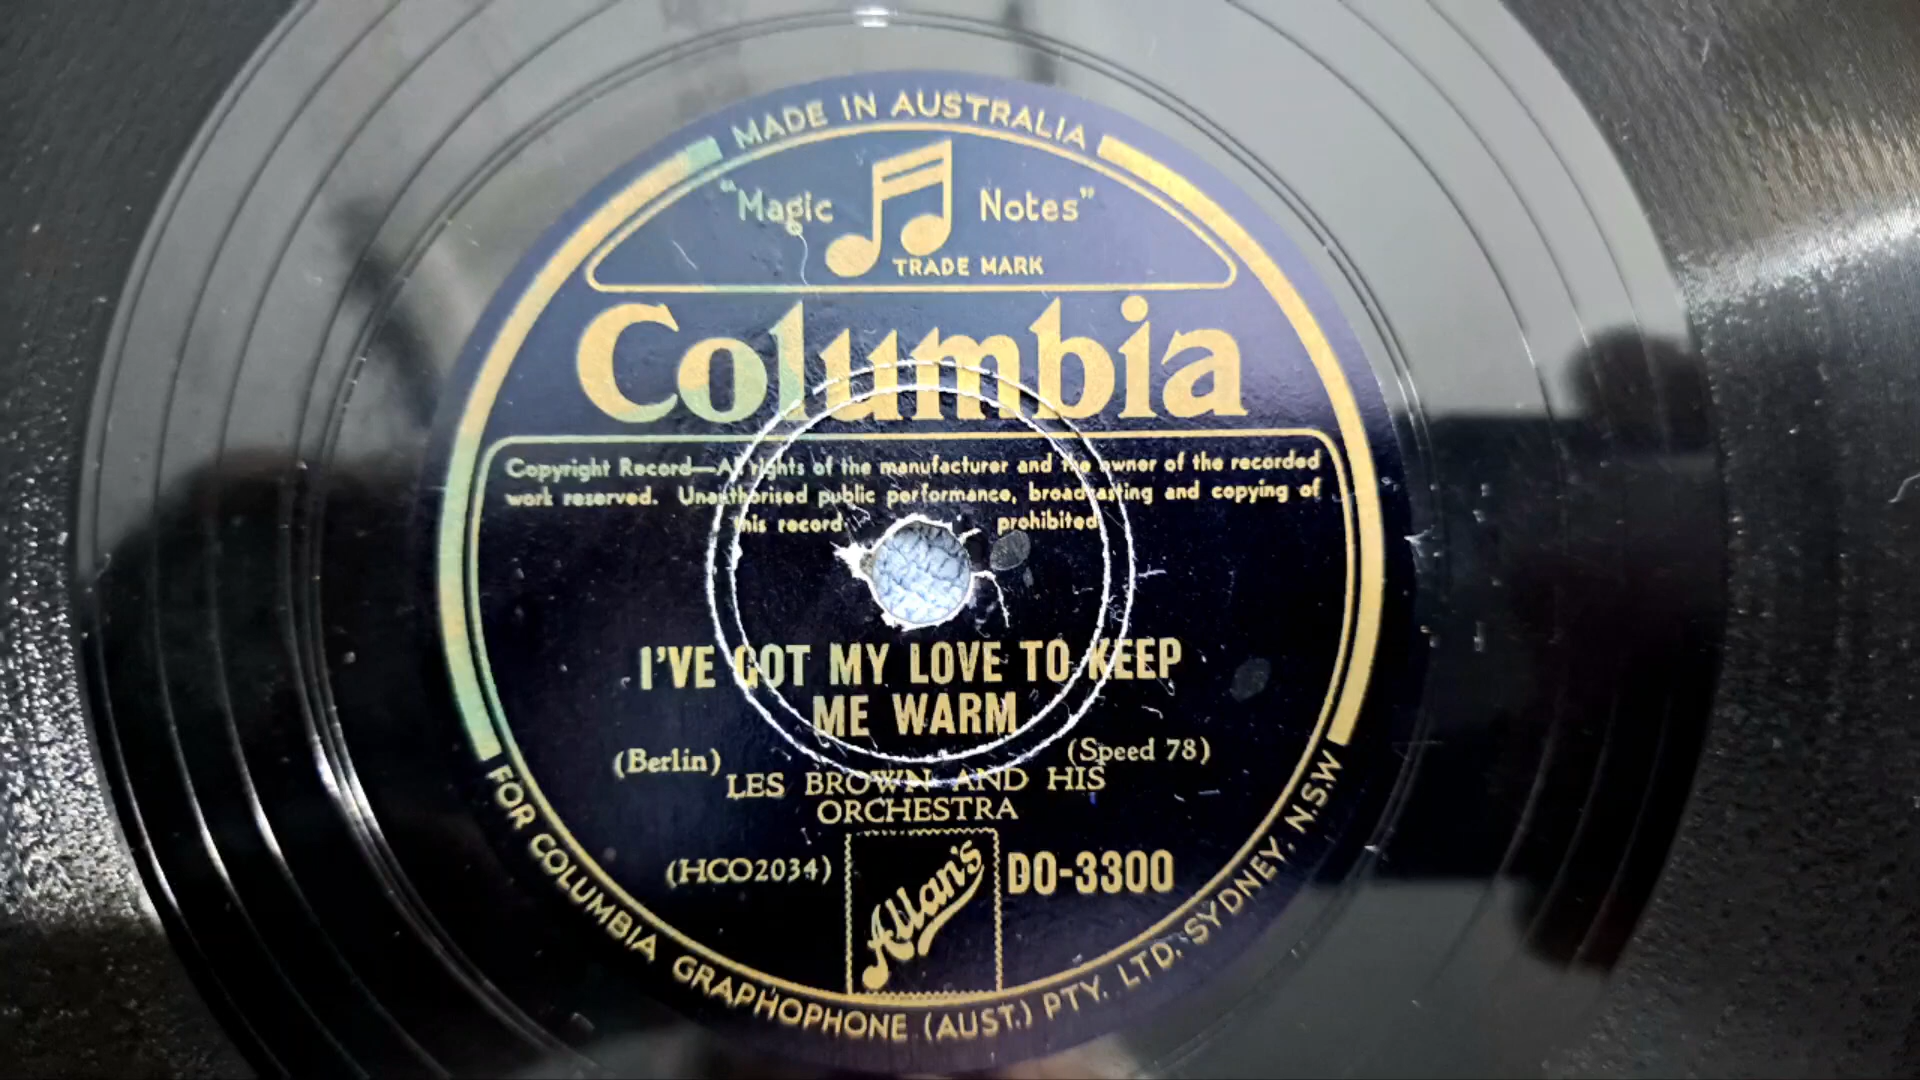 MADE IN AUSTRALIA
"Magic Notes"
TRADE MARK
Columbia
Copyright Record—All rights of the manufacturer and the owner of the recorded
work reserved. Unauthorised public performance, broadcasting and copying of
this record prohibited
I'VE GOT MY LOVE TO KEEP
ME WARM
(Berlin) (Speed 78)
LES BROWN AND HIS
ORCHESTRA
(HCO2034) Allan's DO-3300
FOR COLUMBIA GRAPHOPHONE (AUST.) PTY. LTD. SYDNEY, N.S.W